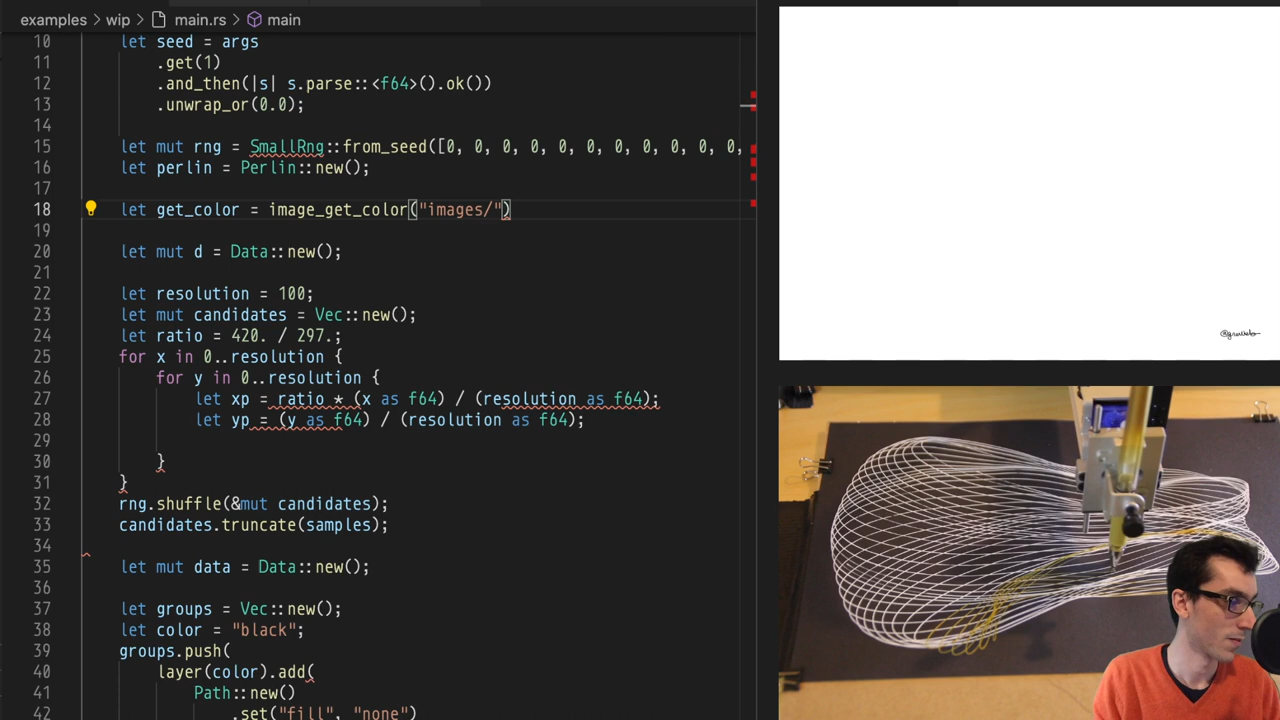 examples › wip › main.rs › main
10 let seed = args
11 .get(1)
12 .and_then(|s| s.parse::<f64>().ok())
13 .unwrap_or(0.0);
14
15 let mut rng = SmallRng::from_seed([0, 0, 0, 0, 0, 0, 0, 0, 0, 0,
16 let perlin = Perlin::new();
17
18 let get_color = image_get_color("images/")
19
20 let mut d = Data::new();
21
22 let resolution = 100;
23 let mut candidates = Vec::new();
24 let ratio = 420. / 297.;
25 for x in 0..resolution {
26 for y in 0..resolution {
27 let xp = ratio * (x as f64) / (resolution as f64);
28 let yp = (y as f64) / (resolution as f64);
29
30 }
31 }
32 rng.shuffle(&mut candidates);
33 candidates.truncate(samples);
34
35 let mut data = Data::new();
36
37 let groups = Vec::new();
38 let color = "black";
39 groups.push(
40 layer(color).add(
41 Path::new()
42 .set("fill", "none")